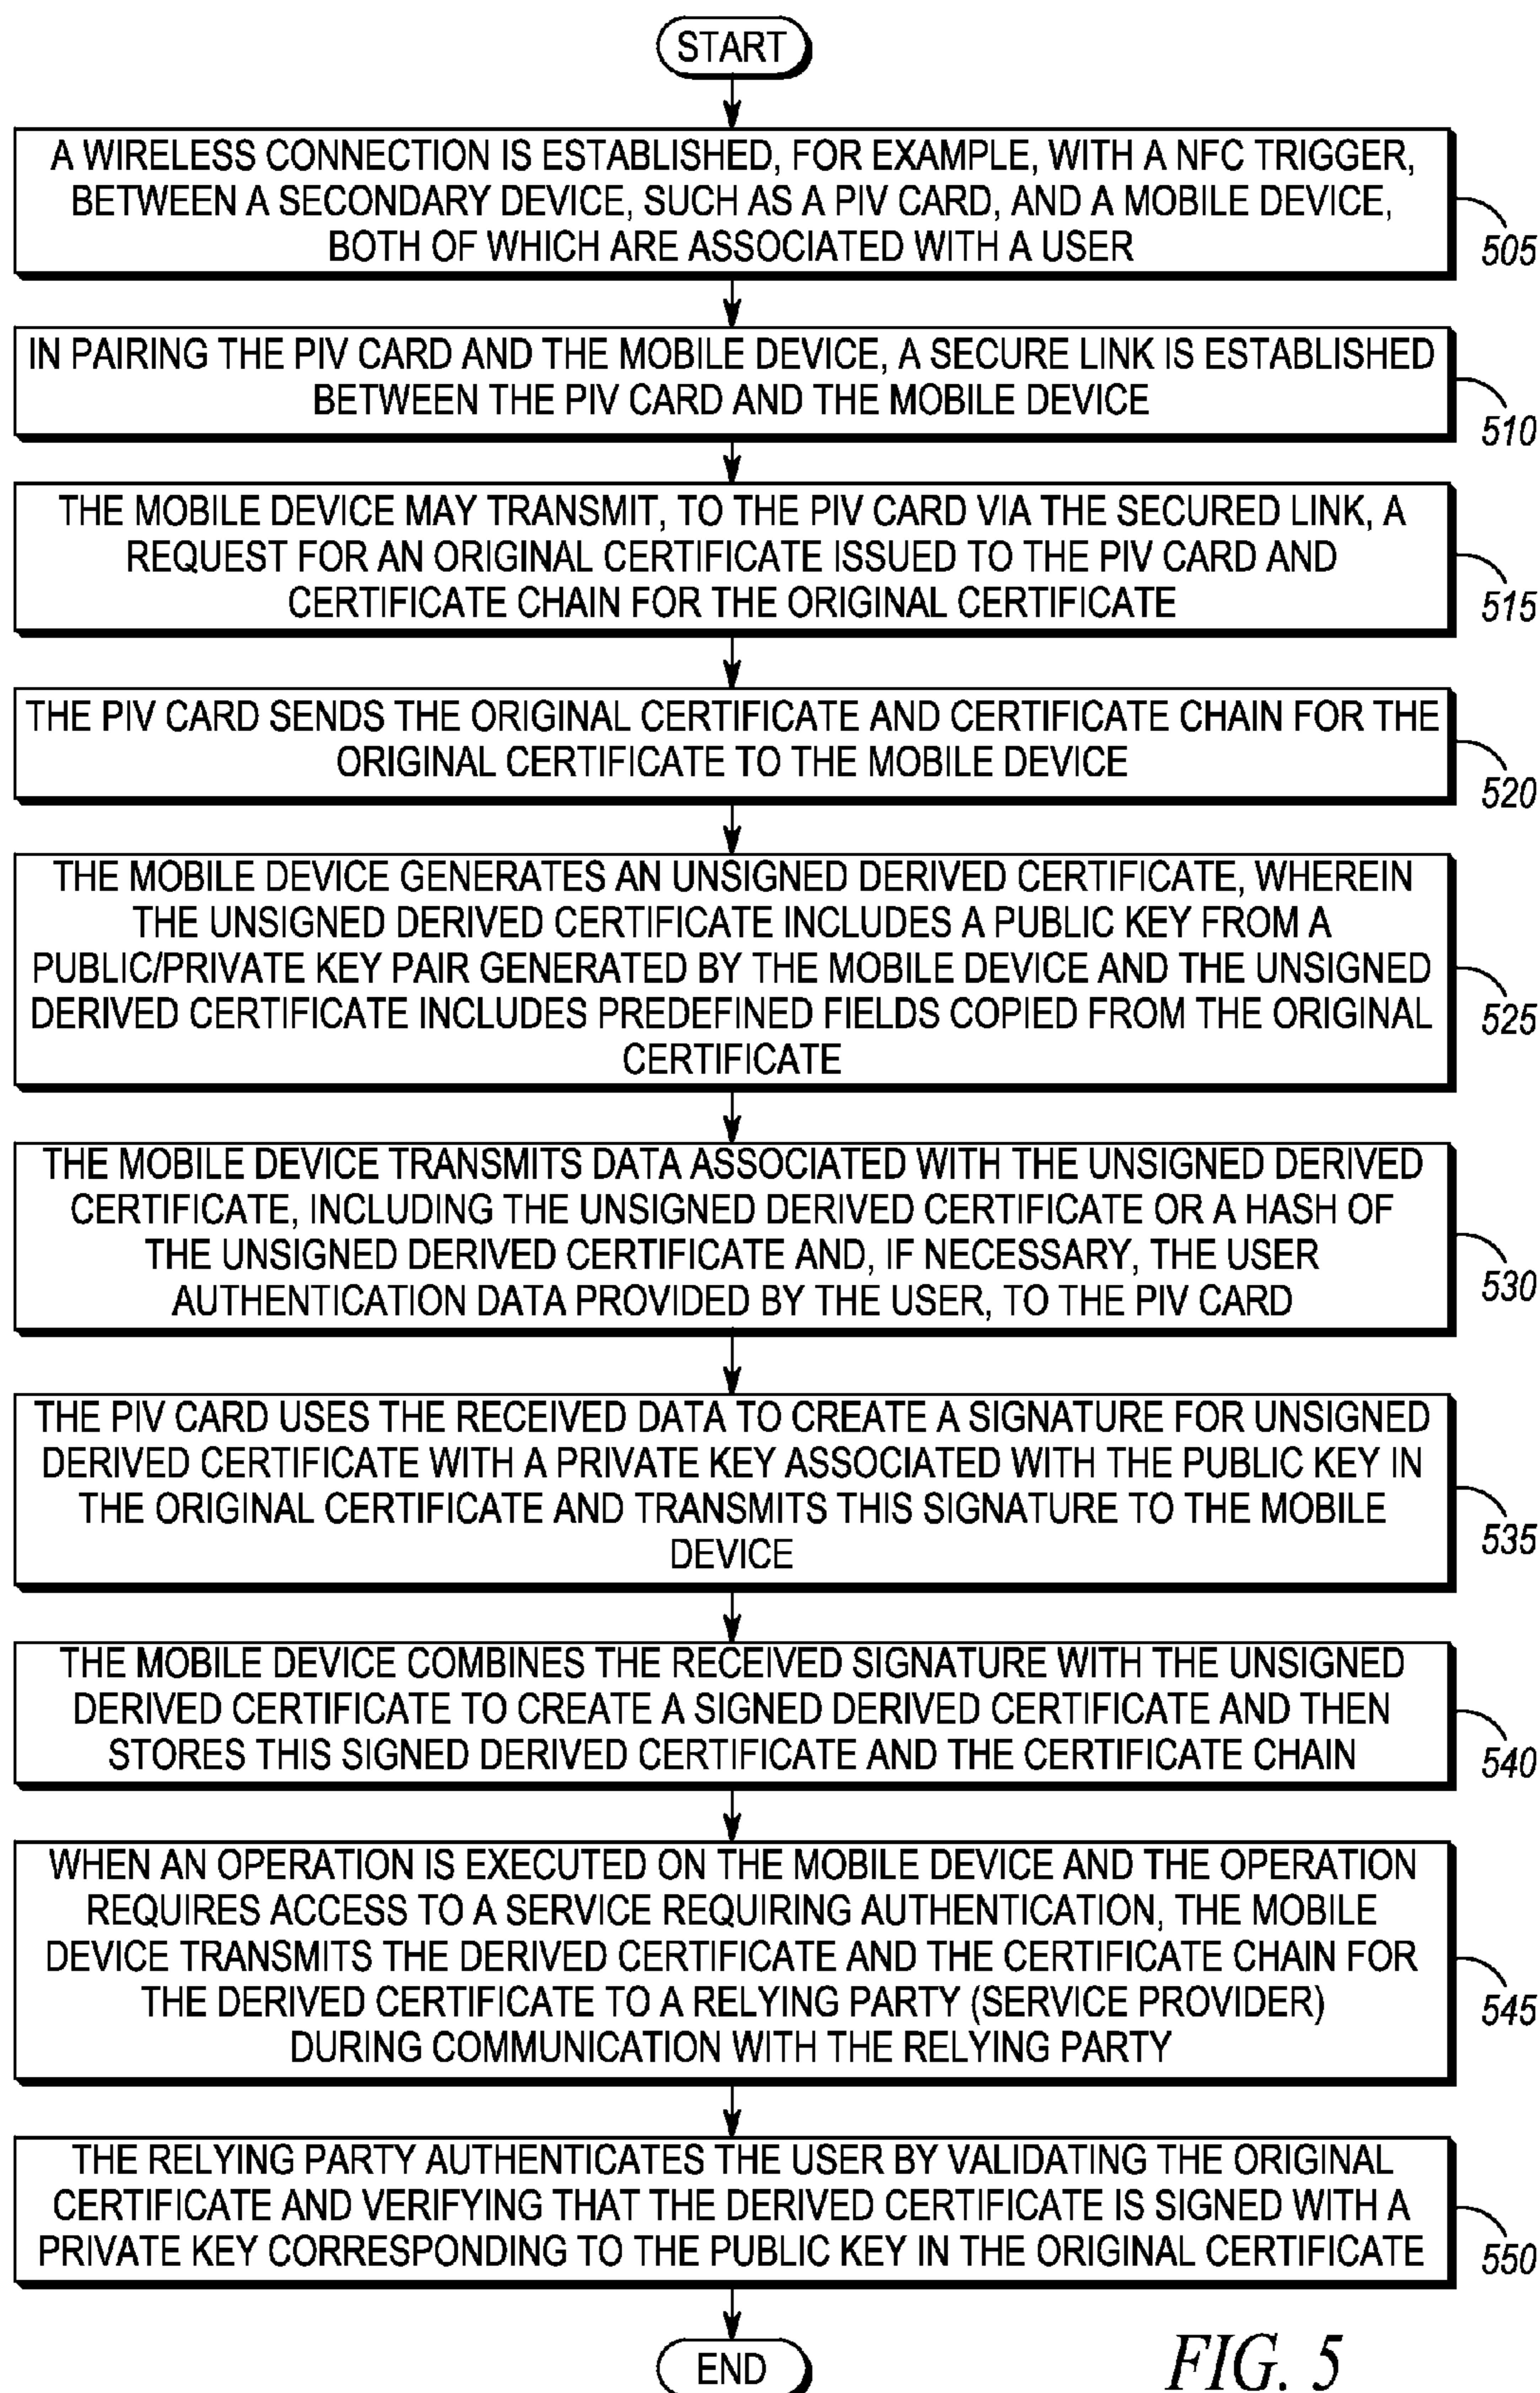 START
A WIRELESS CONNECTION IS ESTABLISHED, FOR EXAMPLE, WITH A NFC TRIGGER,
BETWEEN A SECONDARY DEVICE, SUCH AS A PIV CARD, AND A MOBILE DEVICE,
BOTH OF WHICH ARE ASSOCIATED WITH A USER
505
IN PAIRING THE PIV CARD AND THE MOBILE DEVICE, A SECURE LINK IS ESTABLISHED
BETWEEN THE PIV CARD AND THE MOBILE DEVICE
510
THE MOBILE DEVICE MAY TRANSMIT, TO THE PIV CARD VIA THE SECURED LINK, A
REQUEST FOR AN ORIGINAL CERTIFICATE ISSUED TO THE PIV CARD AND
CERTIFICATE CHAIN FOR THE ORIGINAL CERTIFICATE
515
THE PIV CARD SENDS THE ORIGINAL CERTIFICATE AND CERTIFICATE CHAIN FOR THE
ORIGINAL CERTIFICATE TO THE MOBILE DEVICE
520
THE MOBILE DEVICE GENERATES AN UNSIGNED DERIVED CERTIFICATE, WHEREIN
THE UNSIGNED DERIVED CERTIFICATE INCLUDES A PUBLIC KEY FROM A
PUBLIC/PRIVATE KEY PAIR GENERATED BY THE MOBILE DEVICE AND THE UNSIGNED
DERIVED CERTIFICATE INCLUDES PREDEFINED FIELDS COPIED FROM THE ORIGINAL
CERTIFICATE
525
THE MOBILE DEVICE TRANSMITS DATA ASSOCIATED WITH THE UNSIGNED DERIVED
CERTIFICATE, INCLUDING THE UNSIGNED DERIVED CERTIFICATE OR A HASH OF
THE UNSIGNED DERIVED CERTIFICATE AND, IF NECESSARY, THE USER
AUTHENTICATION DATA PROVIDED BY THE USER, TO THE PIV CARD
530
THE PIV CARD USES THE RECEIVED DATA TO CREATE A SIGNATURE FOR UNSIGNED
DERIVED CERTIFICATE WITH A PRIVATE KEY ASSOCIATED WITH THE PUBLIC KEY IN
THE ORIGINAL CERTIFICATE AND TRANSMITS THIS SIGNATURE TO THE MOBILE
DEVICE
535
THE MOBILE DEVICE COMBINES THE RECEIVED SIGNATURE WITH THE UNSIGNED
DERIVED CERTIFICATE TO CREATE A SIGNED DERIVED CERTIFICATE AND THEN
STORES THIS SIGNED DERIVED CERTIFICATE AND THE CERTIFICATE CHAIN
540
WHEN AN OPERATION IS EXECUTED ON THE MOBILE DEVICE AND THE OPERATION
REQUIRES ACCESS TO A SERVICE REQUIRING AUTHENTICATION, THE MOBILE
DEVICE TRANSMITS THE DERIVED CERTIFICATE AND THE CERTIFICATE CHAIN FOR
THE DERIVED CERTIFICATE TO A RELYING PARTY (SERVICE PROVIDER)
DURING COMMUNICATION WITH THE RELYING PARTY
545
THE RELYING PARTY AUTHENTICATES THE USER BY VALIDATING THE ORIGINAL
CERTIFICATE AND VERIFYING THAT THE DERIVED CERTIFICATE IS SIGNED WITH A
PRIVATE KEY CORRESPONDING TO THE PUBLIC KEY IN THE ORIGINAL CERTIFICATE
550
END
FIG. 5